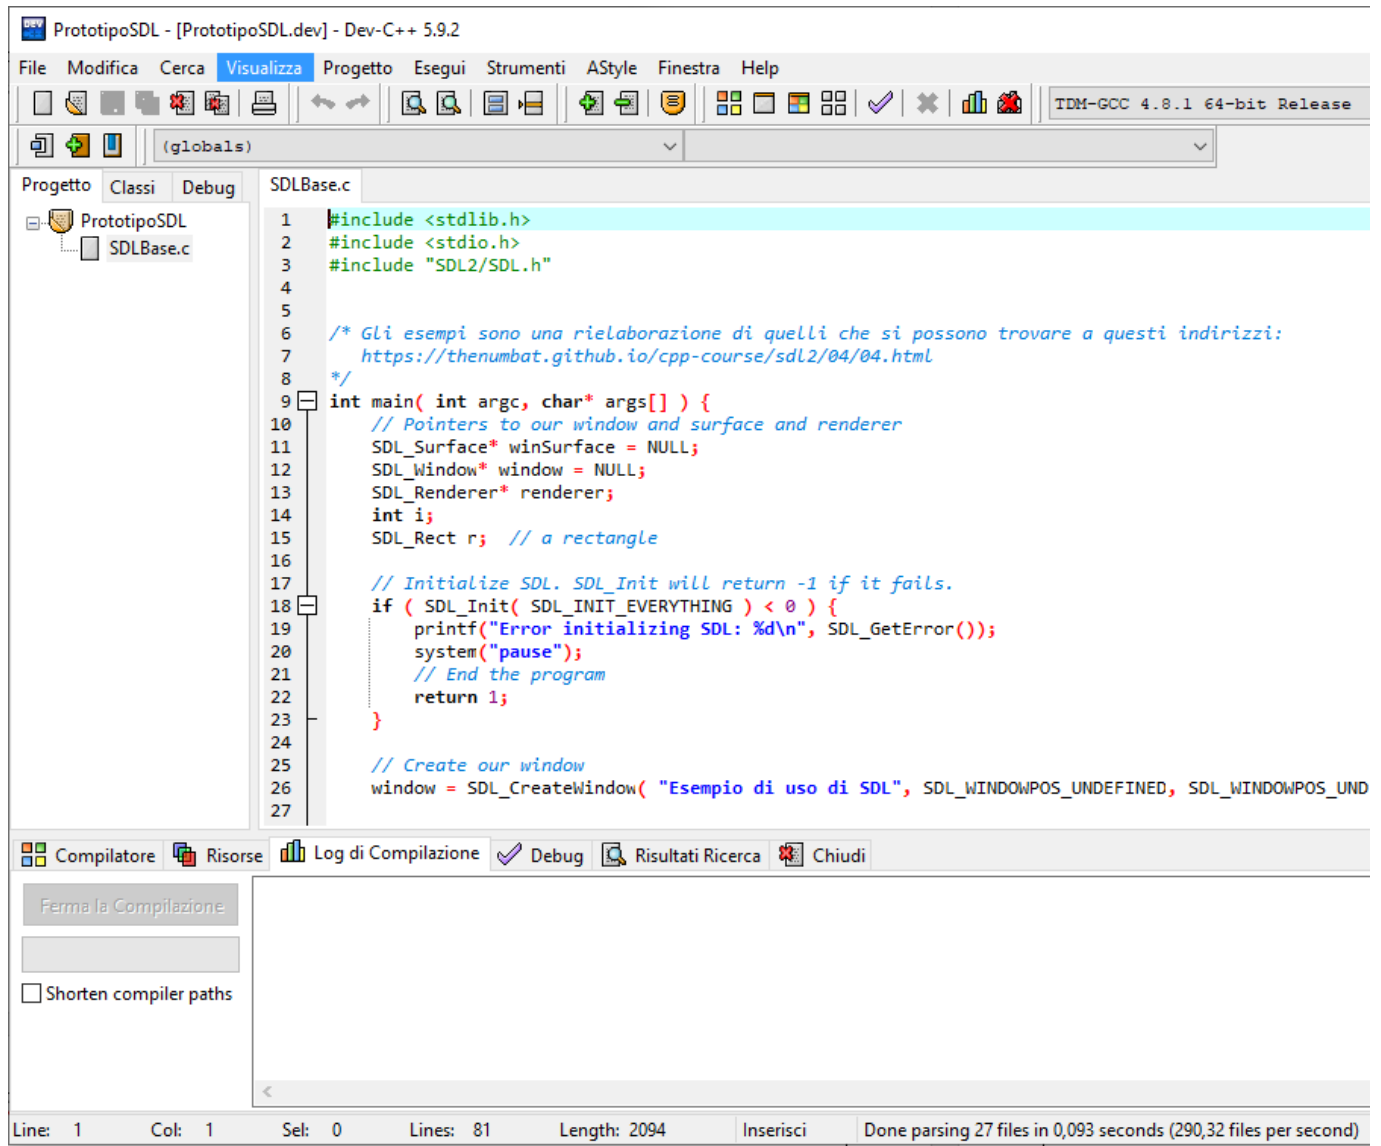 PrototipoSDL - [PrototipoSDL.dev] - Dev-C++ 5.9.2
File Modifica Cerca Visualizza Progetto Esegui Strumenti AStyle Finestra Help
TDM-GCC 4.8.1 64-bit Release
(globals)
Progetto Classi Debug
PrototipoSDL
SDLBase.c
SDLBase.c
1 #include <stdlib.h>
2 #include <stdio.h>
3 #include "SDL2/SDL.h"
4
5
6 /* Gli esempi sono una rielaborazione di quelli che si possono trovare a questi indirizzi:
7 https://thenumbat.github.io/cpp-course/sdl2/04/04.html
8 */
9 int main( int argc, char* args[] ) {
10 // Pointers to our window and surface and renderer
11 SDL_Surface* winSurface = NULL;
12 SDL_Window* window = NULL;
13 SDL_Renderer* renderer;
14 int i;
15 SDL_Rect r; // a rectangle
16
17 // Initialize SDL. SDL_Init will return -1 if it fails.
18 if ( SDL_Init( SDL_INIT_EVERYTHING ) < 0 ) {
19 printf("Error initializing SDL: %d\n", SDL_GetError());
20 system("pause");
21 // End the program
22 return 1;
23 }
24
25 // Create our window
26 window = SDL_CreateWindow( "Esempio di uso di SDL", SDL_WINDOWPOS_UNDEFINED, SDL_WINDOWPOS_UND
27
Compilatore Risorse Log di Compilazione Debug Risultati Ricerca Chiudi
Ferma la Compilazione
Shorten compiler paths
Line: 1 Col: 1 Sel: 0 Lines: 81 Length: 2094 Inserisci Done parsing 27 files in 0,093 seconds (290,32 files per second)